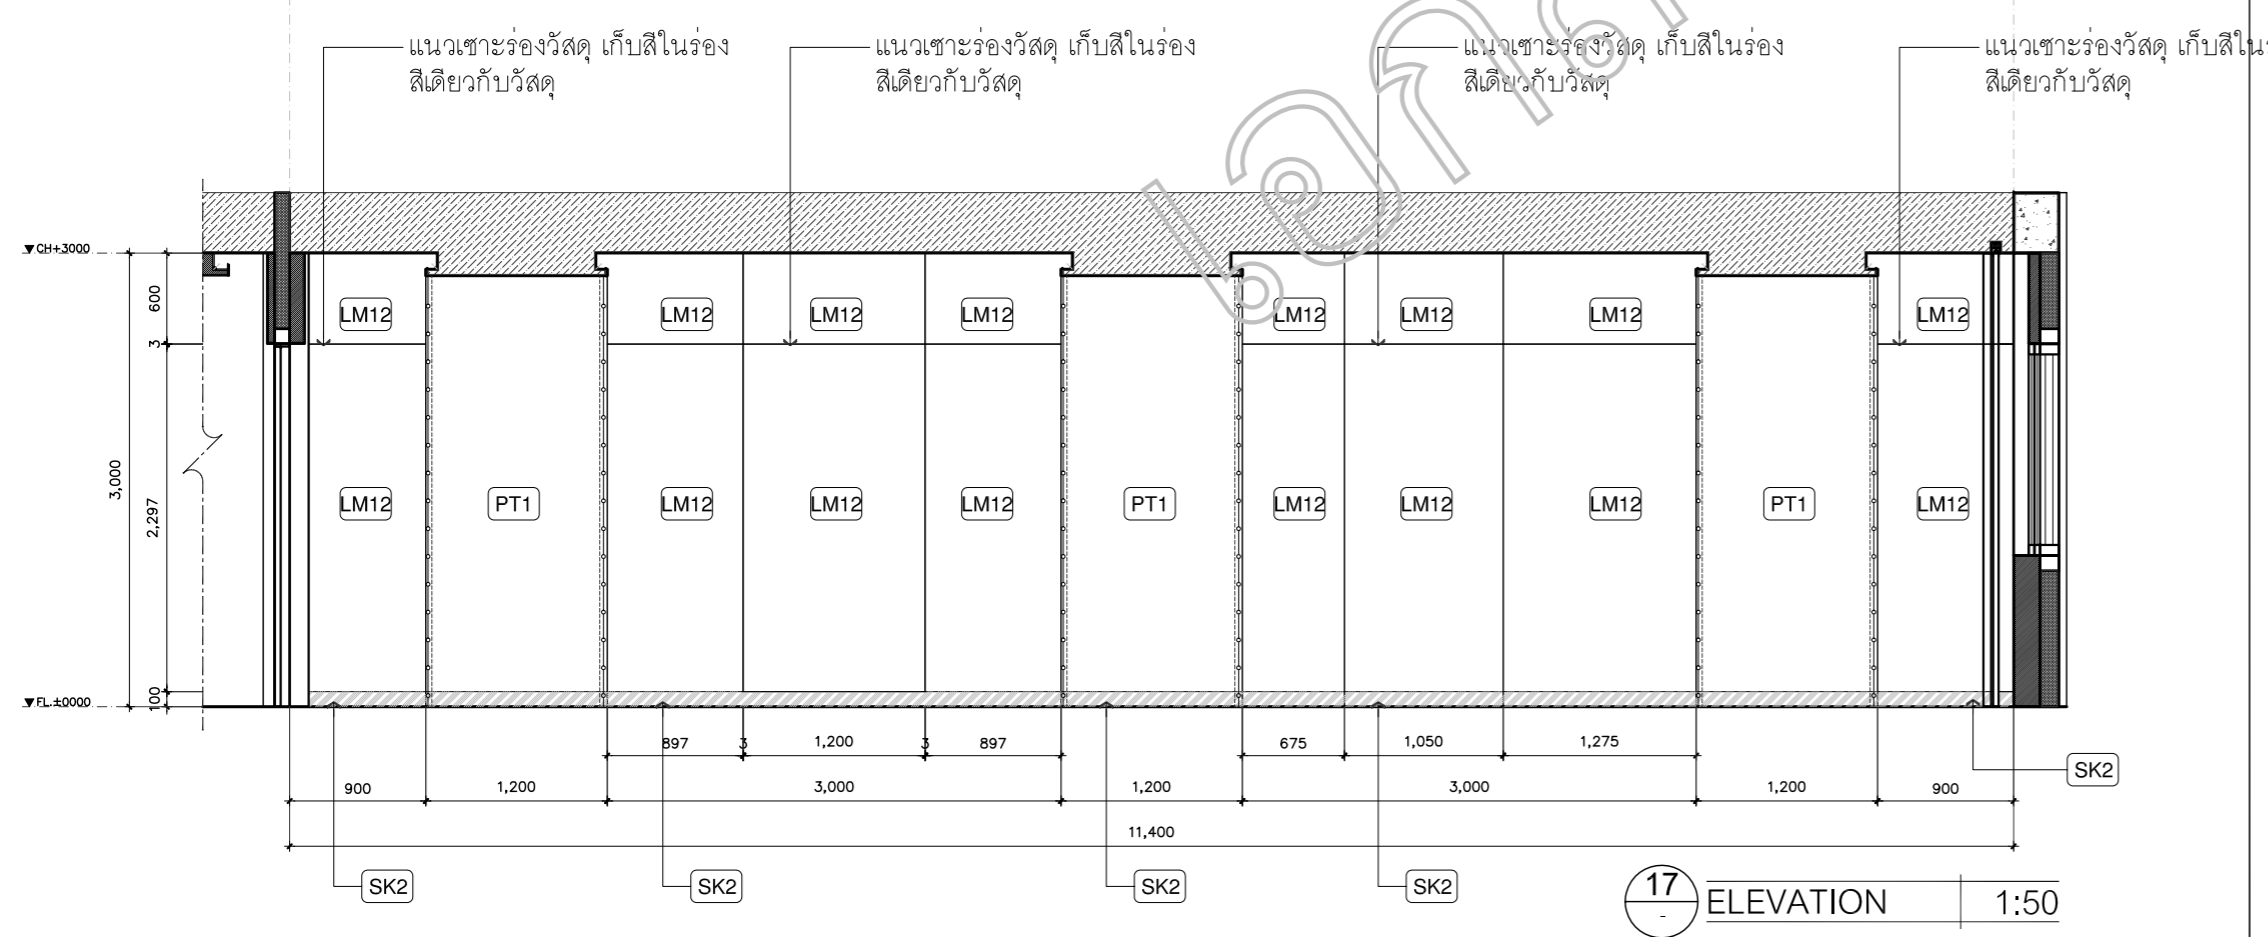 แนวเซาะร่องวัสดุ เก็บสีในร่อง
สีเดียวกับวัสดุ
แนวเซาะร่องวัสดุ เก็บสีในร่อง
สีเดียวกับวัสดุ
แนวเซาะร่องวัสดุ เก็บสีในร่อง
สีเดียวกับวัสดุ
แนวเซาะร่องวัสดุ เก็บสีใน
สีเดียวกับวัสดุ
CH+3000
600
LM12 LM12 LM12 LM12 LM12 LM12 LM12 LM12
3
3,000
2,297
LM12 PT1 LM12 LM12 LM12 PT1 LM12 LM12 LM12 PT1 LM12
100
FL.±0000
897 3 1,200 3 897 675 1,050 1,275
SK2
900 1,200 3,000 1,200 3,000 1,200 900
11,400
SK2 SK2 SK2 SK2
17
-
ELEVATION 1:50